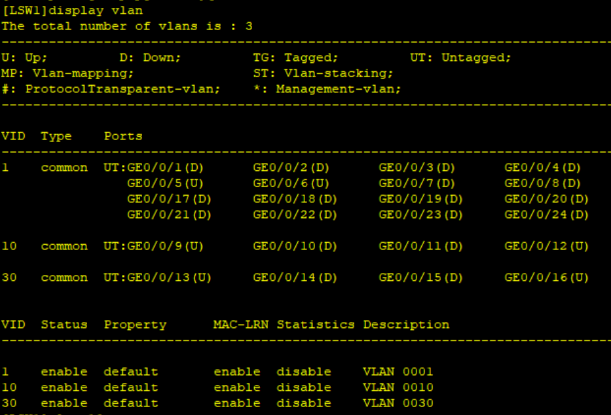 [LSW1]display vlan
The total number of vlans is : 3
--------------------------------------------------------------------------------
U: Up;         D: Down;         TG: Tagged;         UT: Untagged;
MP: Vlan-mapping;               ST: Vlan-stacking;
#: ProtocolTransparent-vlan;    *: Management-vlan;
--------------------------------------------------------------------------------
VID  Type    Ports
--------------------------------------------------------------------------------
1    common  UT:GE0/0/1(D)      GE0/0/2(D)      GE0/0/3(D)      GE0/0/4(D)
GE0/0/5(U)      GE0/0/6(U)      GE0/0/7(D)      GE0/0/8(D)
GE0/0/17(D)     GE0/0/18(D)     GE0/0/19(D)     GE0/0/20(D)
GE0/0/21(D)     GE0/0/22(D)     GE0/0/23(D)     GE0/0/24(D)
10   common  UT:GE0/0/9(U)      GE0/0/10(D)     GE0/0/11(D)     GE0/0/12(U)
30   common  UT:GE0/0/13(U)     GE0/0/14(D)     GE0/0/15(D)     GE0/0/16(U)
VID  Status  Property      MAC-LRN Statistics Description
--------------------------------------------------------------------------------
1    enable  default       enable  disable    VLAN 0001
10   enable  default       enable  disable    VLAN 0010
30   enable  default       enable  disable    VLAN 0030